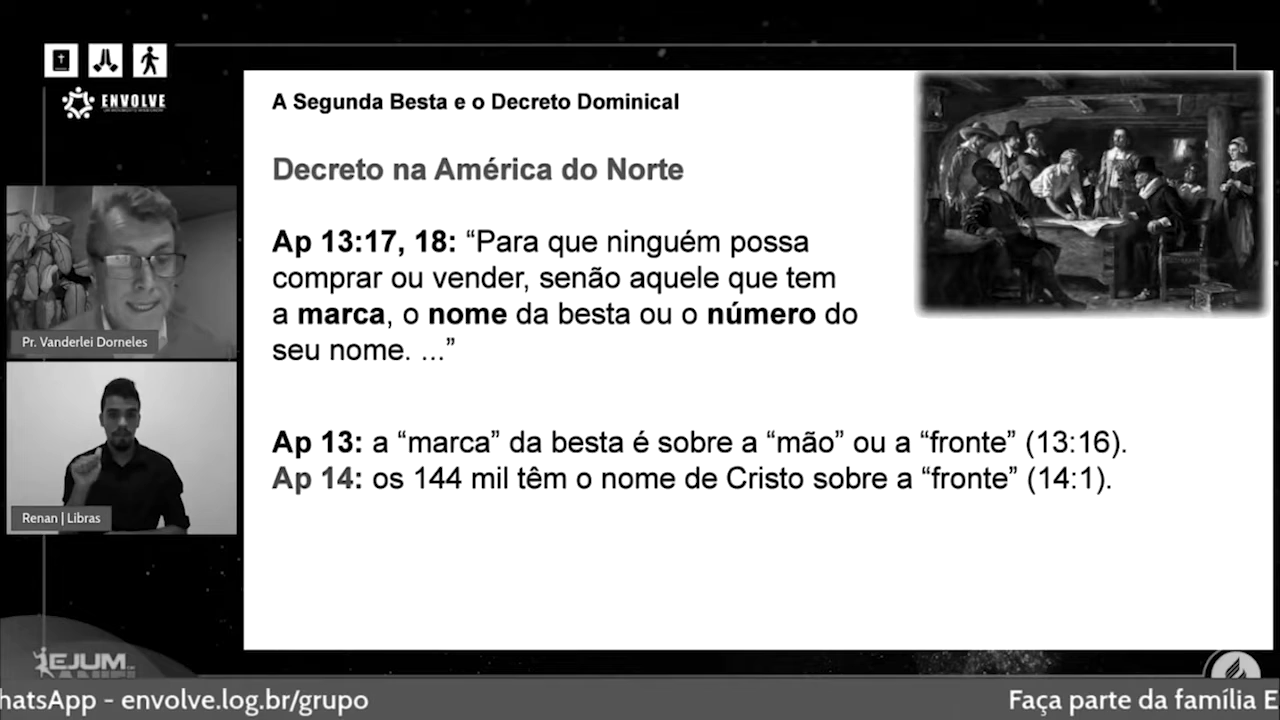 ENVOLVE
A Segunda Besta e o Decreto Dominical
Decreto na América do Norte
Ap 13:17, 18: “Para que ninguém possa
comprar ou vender, senão aquele que tem
a marca, o nome da besta ou o número do
seu nome. ...”
Ap 13: a “marca” da besta é sobre a “mão” ou a “fronte” (13:16).
Ap 14: os 144 mil têm o nome de Cristo sobre a “fronte” (14:1).
Pr. Vanderlei Dorneles
Renan | Libras
EJUM
hatsApp - envolve.log.br/grupo
Faça parte da família E